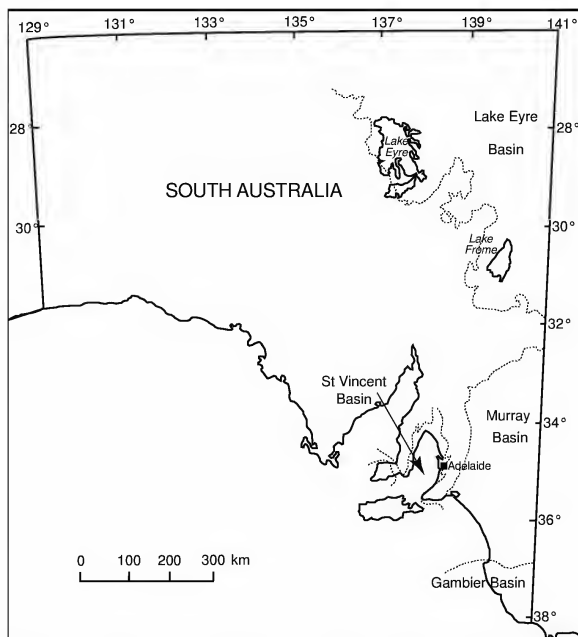 129°
131°
133°
135°
137°
139°
141°
28°
Lake
Eyre
Lake Eyre
Basin
28°
SOUTH AUSTRALIA
30°
Lake
Frome
30°
32°
St Vincent
Basin
Murray
Basin
34°
Adelaide
36°
0 100 200 300 km
Gambier Basin
38°